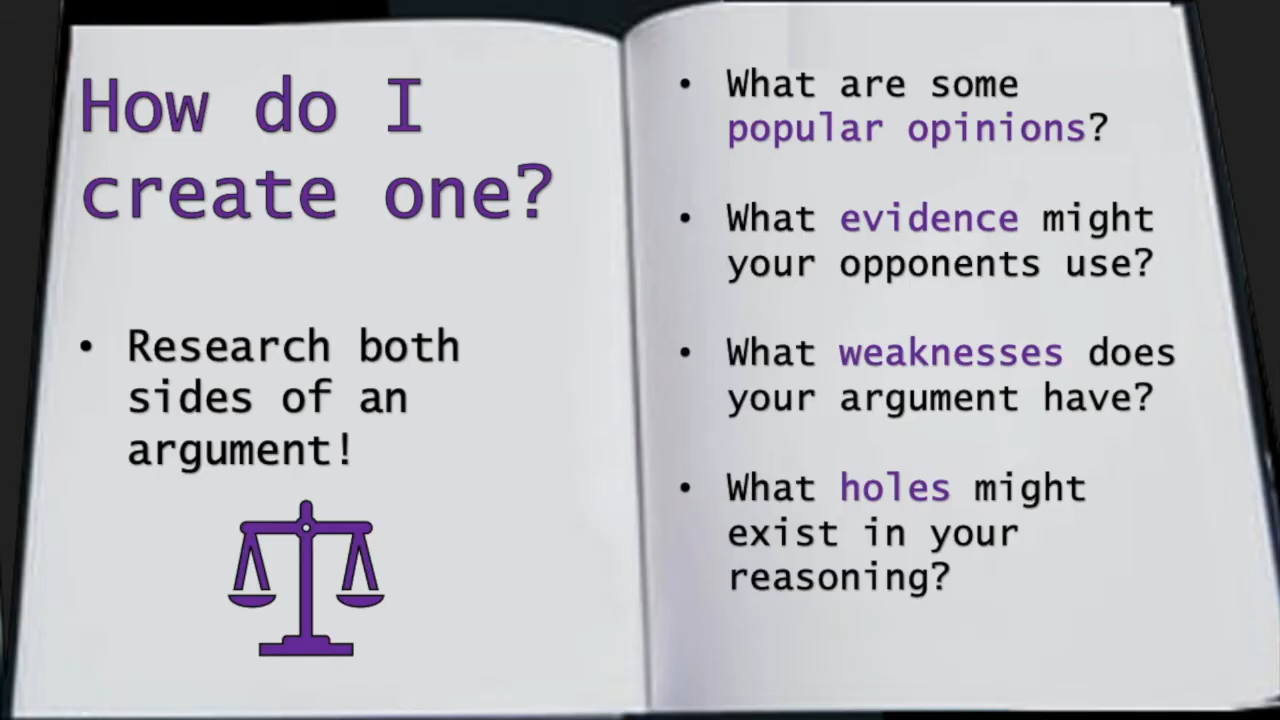 How do I
create one?
• Research both
sides of an
argument!
• What are some
popular opinions?
• What evidence might
your opponents use?
• What weaknesses does
your argument have?
• What holes might
exist in your
reasoning?